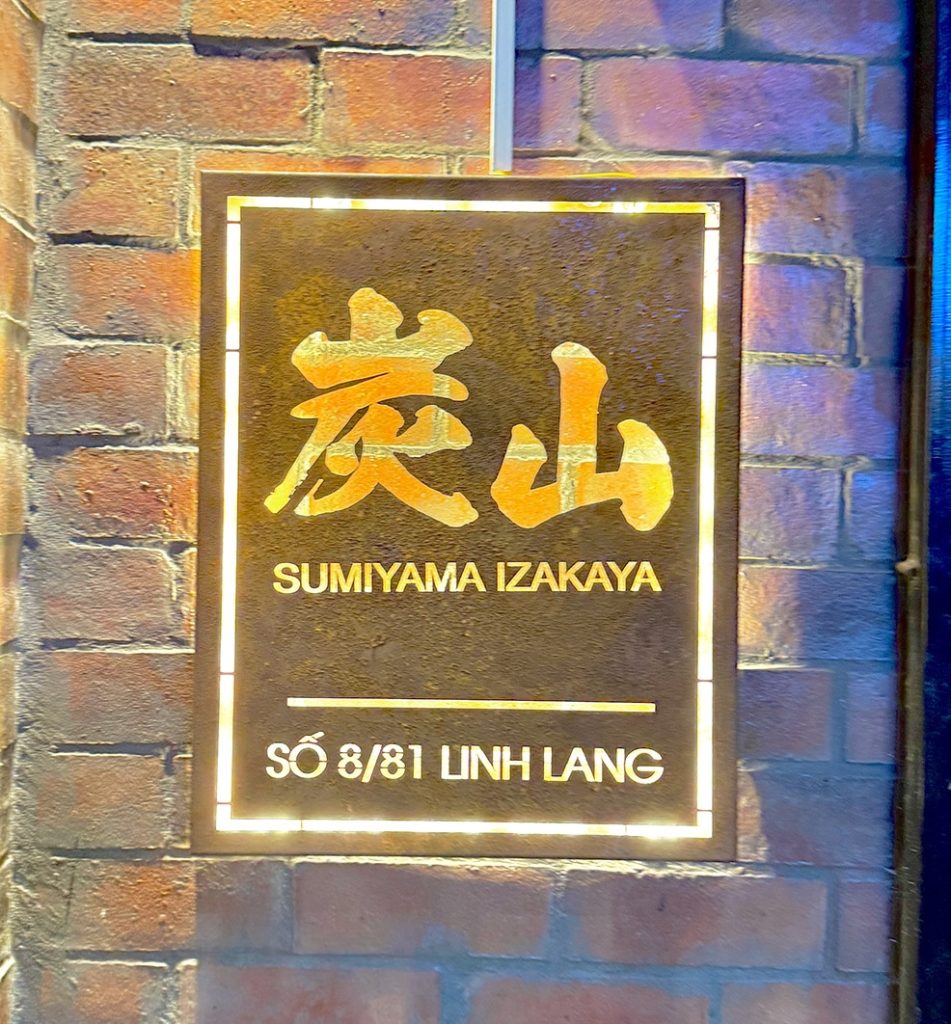 炭山
SUMIYAMA IZAKAYA
SỐ 8/81 LINH LANG